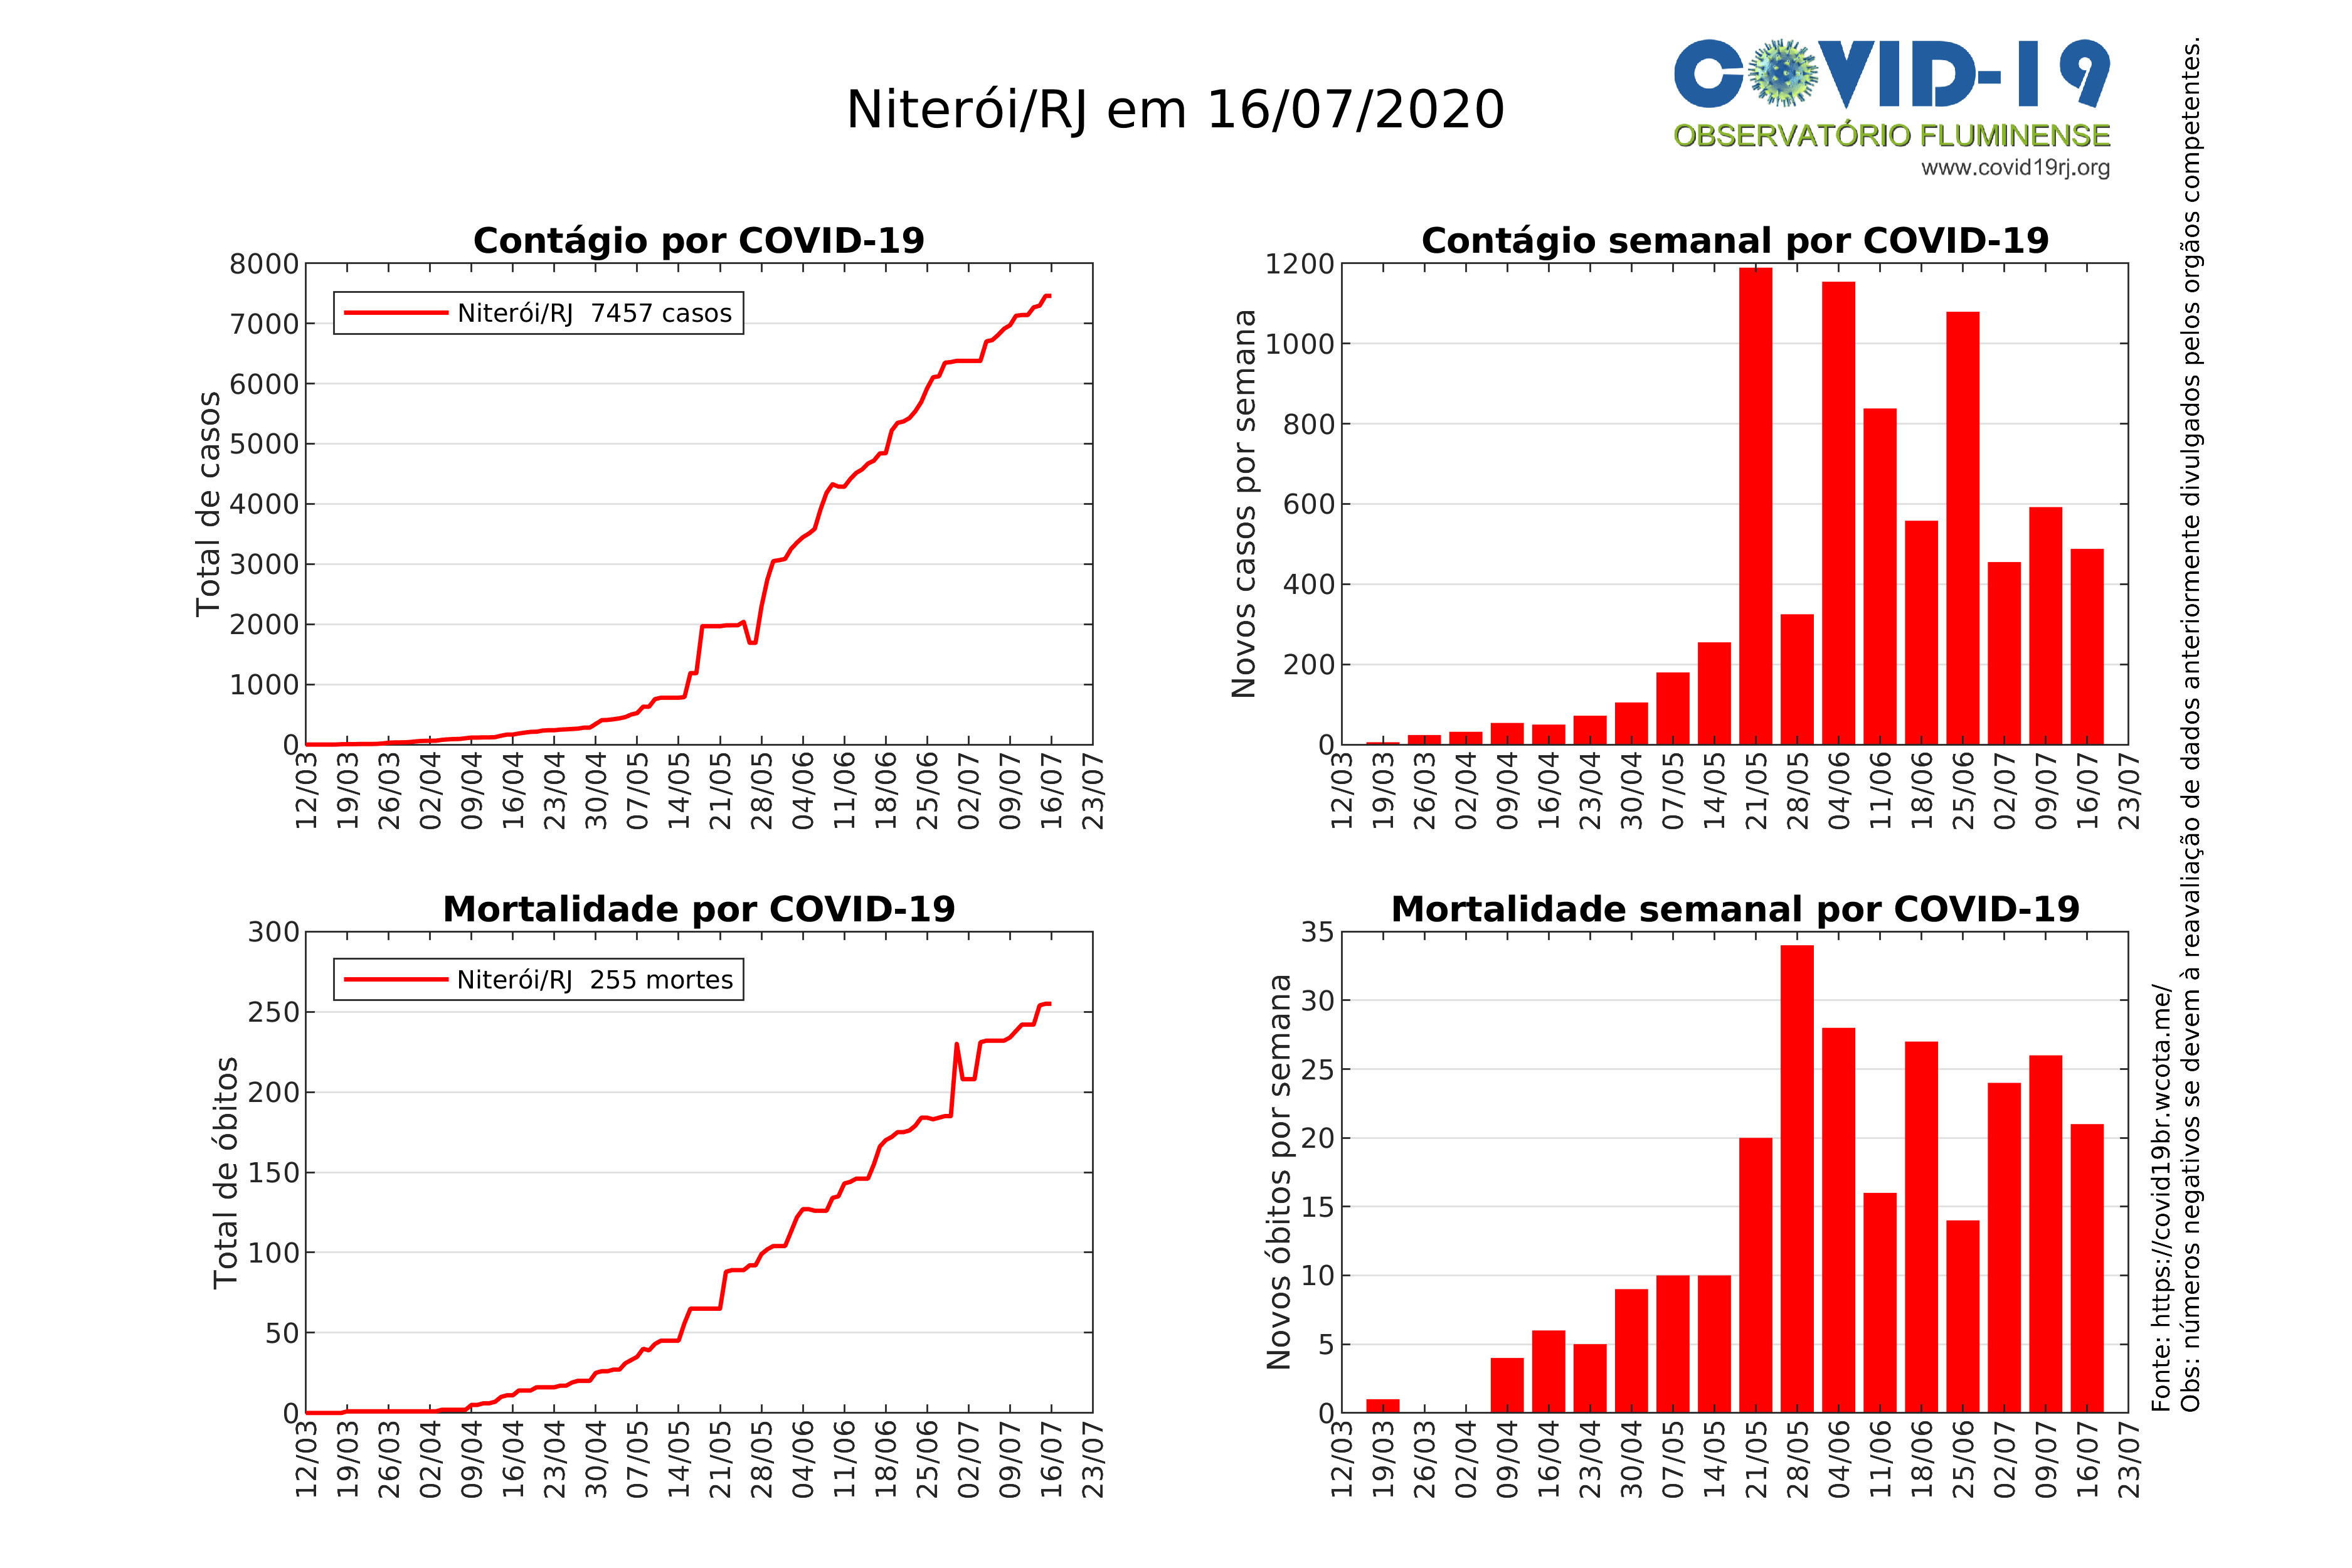 Niterói/RJ em 16/07/2020
COVID-19
OBSERVATÓRIO FLUMINENSE
www.covid19rj.org
Contágio por COVID-19
Total de casos
8000
7000
6000
5000
4000
3000
2000
1000
0
Niterói/RJ 7457 casos
12/03 19/03 26/03 02/04 09/04 16/04 23/04 30/04 07/05 14/05 21/05 28/05 04/06 11/06 18/06 25/06 02/07 09/07 16/07 23/07
Contágio semanal por COVID-19
Novos casos por semana
1200
1000
800
600
400
200
0
12/03 19/03 26/03 02/04 09/04 16/04 23/04 30/04 07/05 14/05 21/05 28/05 04/06 11/06 18/06 25/06 02/07 09/07 16/07 23/07
Mortalidade por COVID-19
Total de óbitos
300
250
200
150
100
50
0
Niterói/RJ 255 mortes
12/03 19/03 26/03 02/04 09/04 16/04 23/04 30/04 07/05 14/05 21/05 28/05 04/06 11/06 18/06 25/06 02/07 09/07 16/07 23/07
Mortalidade semanal por COVID-19
Novos óbitos por semana
35
30
25
20
15
10
5
0
12/03 19/03 26/03 02/04 09/04 16/04 23/04 30/04 07/05 14/05 21/05 28/05 04/06 11/06 18/06 25/06 02/07 09/07 16/07 23/07
Fonte: https://covid19br.wcota.me/
Obs: números negativos se devem à reavaliação de dados anteriormente divulgados pelos orgãos competentes.